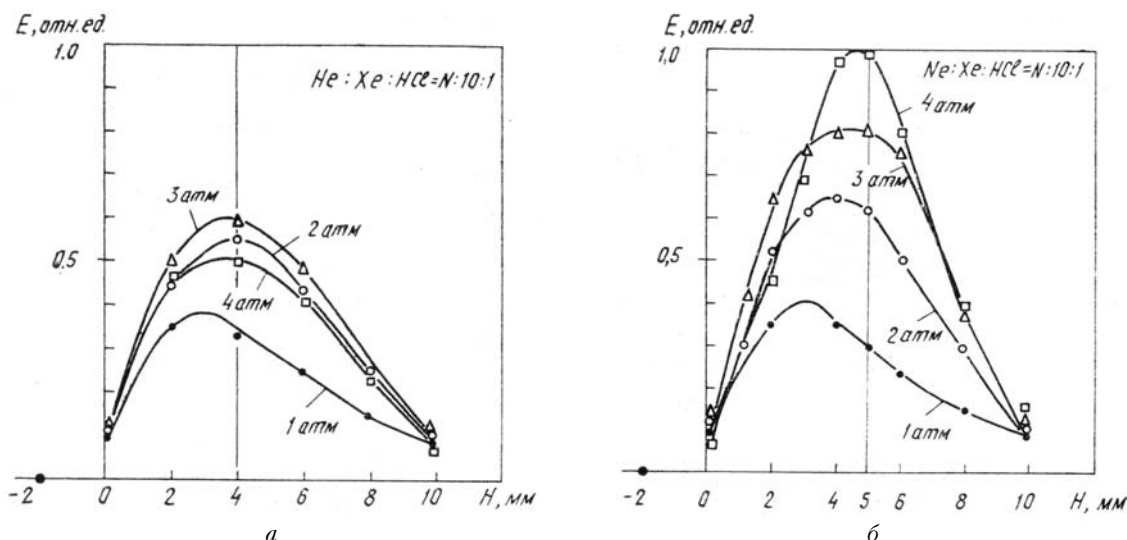 E, отн.ед.
1,0
He : Xe : HCl = N:10:1
3 атм
2 атм
0,5
4 атм
1 атм
-2 0 2 4 6 8 10 H, мм
а
E, отн.ед.
1,0
Ne : Xe : HCl = N:10:1
4 атм
3 атм
0,5
2 атм
1 атм
-2 0 2 4 5 6 8 10 H, мм
б